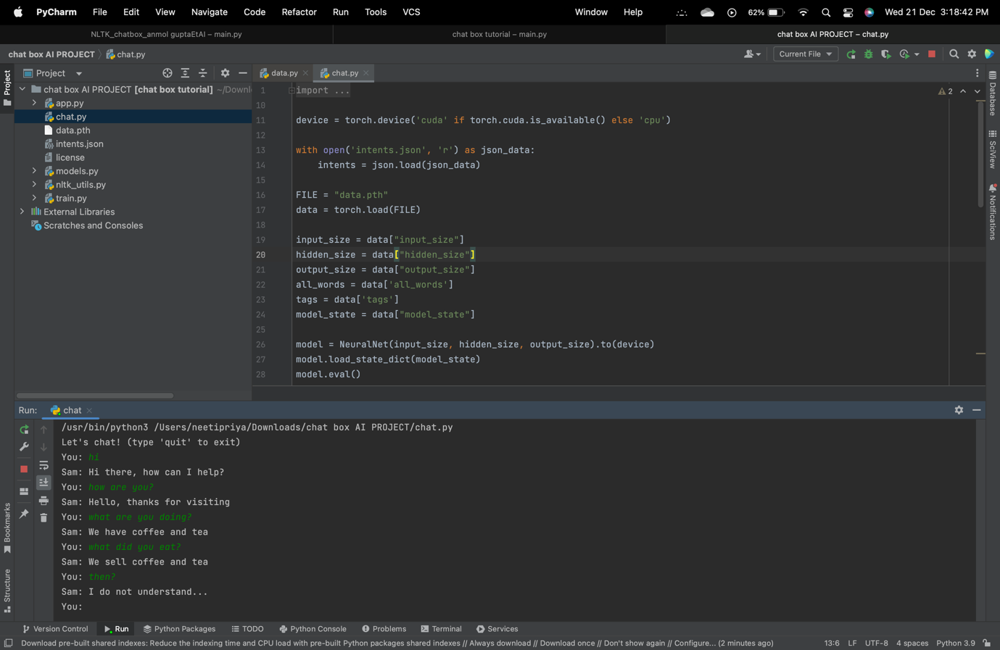 PyCharm File Edit View Navigate Code Refactor Run Tools VCS Window Help 62% Wed 21 Dec 3:18:42 PM
NLTK_chatbox_anmol guptaEtAI – main.py chat box tutorial – main.py chat box AI PROJECT – chat.py
chat box AI PROJECT chat.py Current File
Project
Project
data.py chat.py
chat box AI PROJECT [chat box tutorial] ~/Downl
app.py
chat.py
data.pth
intents.json
license
models.py
nltk_utils.py
train.py
External Libraries
Scratches and Consoles
2
1 import ...
10
11 device = torch.device('cuda' if torch.cuda.is_available() else 'cpu')
12
13 with open('intents.json', 'r') as json_data:
14 intents = json.load(json_data)
15
16 FILE = "data.pth"
17 data = torch.load(FILE)
18
19 input_size = data["input_size"]
20 hidden_size = data["hidden_size"]
21 output_size = data["output_size"]
22 all_words = data['all_words']
23 tags = data['tags']
24 model_state = data["model_state"]
25
26 model = NeuralNet(input_size, hidden_size, output_size).to(device)
27 model.load_state_dict(model_state)
28 model.eval()
Database
SciView
Notifications
Run: chat
/usr/bin/python3 /Users/neetipriya/Downloads/chat box AI PROJECT/chat.py
Let's chat! (type 'quit' to exit)
You: hi
Sam: Hi there, how can I help?
You: how are you?
Sam: Hello, thanks for visiting
You: what are you doing?
Sam: We have coffee and tea
You: what did you eat?
Sam: We sell coffee and tea
You: then?
Sam: I do not understand...
You:
Bookmarks
Structure
Version Control Run Python Packages TODO Python Console Problems Terminal Services
Download pre-built shared indexes: Reduce the indexing time and CPU load with pre-built Python packages shared indexes // Always download // Download once // Don't show again // Configure... (2 minutes ago) 13:6 LF UTF-8 4 spaces Python 3.9